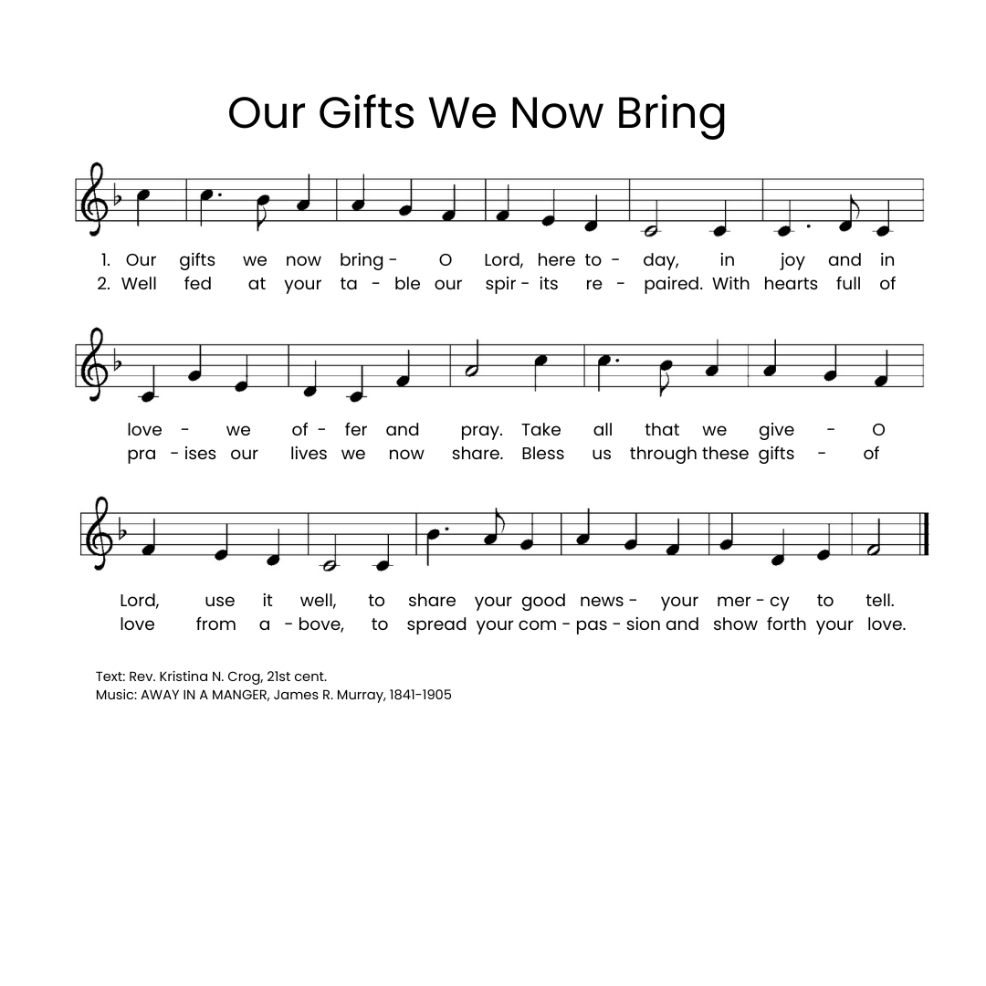 Our Gifts We Now Bring
1. Our gifts we now bring - O Lord, here to - day, in joy and in
2. Well fed at your ta - ble our spir - its re - paired. With hearts full of
love - we of - fer and pray. Take all that we give - O
pra - ises our lives we now share. Bless us through these gifts - of
Lord, use it well, to share your good news - your mer - cy to tell.
love from a - bove, to spread your com - pas - sion and show forth your love.
Text: Rev. Kristina N. Crog, 21st cent.
Music: AWAY IN A MANGER, James R. Murray, 1841-1905